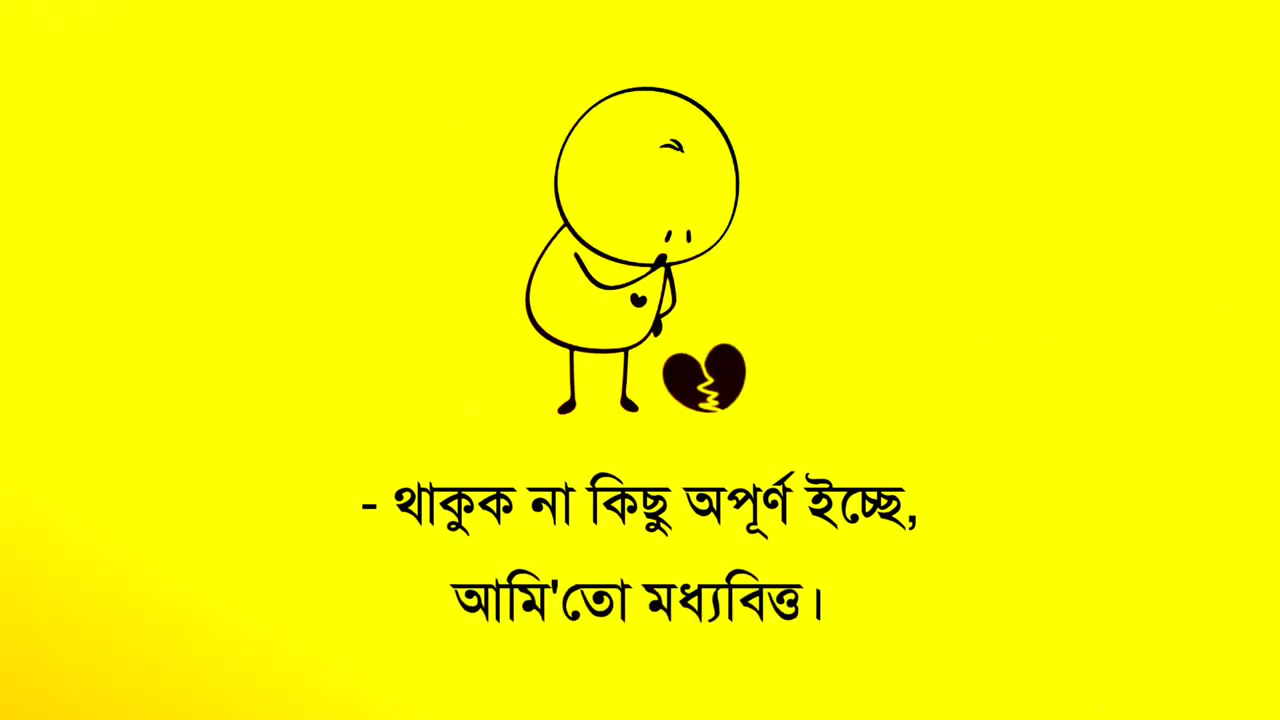 - থাকুক না কিছু অপূর্ণ ইচ্ছে,
আমি'তো মধ্যবিত্ত।